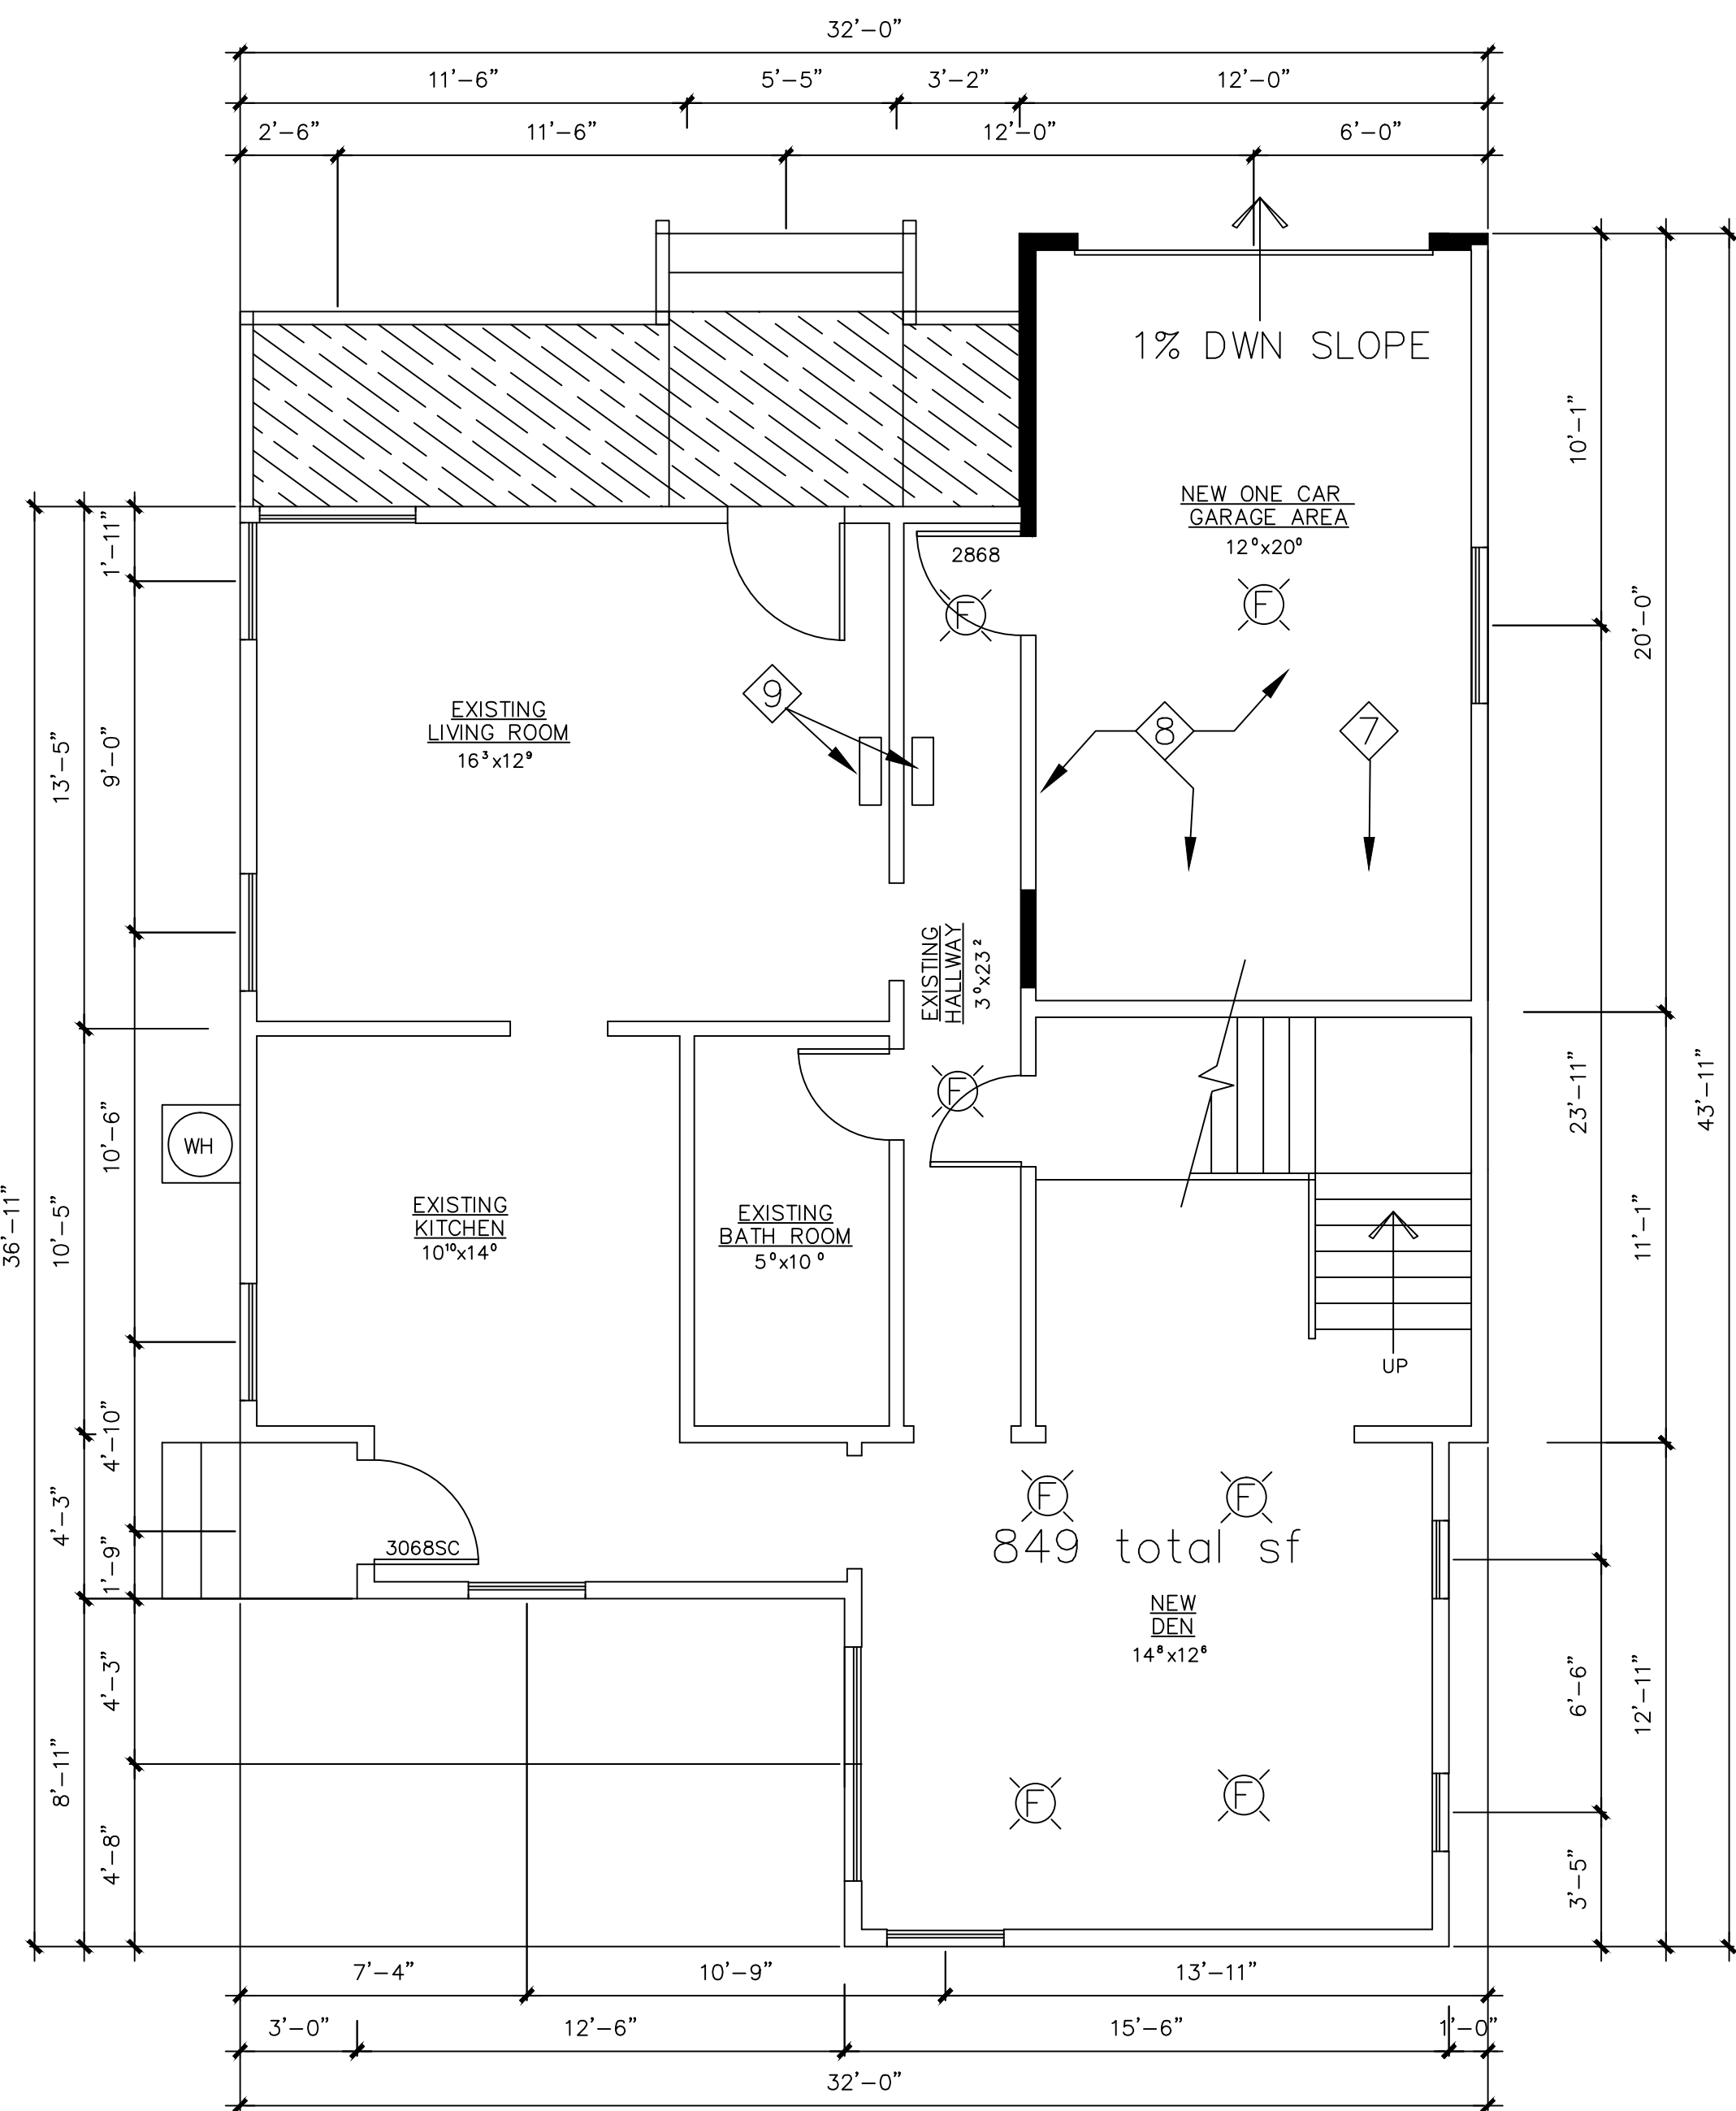 32'-0"
11'-6" 5'-5" 3'-2" 12'-0"
2'-6" 11'-6" 12'-0" 6'-0"
1% DWN SLOPE
NEW ONE CAR
GARAGE AREA
12⁰x20⁰
F
2868
F
EXISTING
LIVING ROOM
16³x12⁹
9
8
7
EXISTING
HALLWAY
3⁰x23²
F
WH
EXISTING
KITCHEN
10¹⁰x14⁰
EXISTING
BATH ROOM
5⁰x10⁰
UP
3068SC
F
F
849 total sf
NEW
DEN
14⁸x12⁶
F
F
36'-11"
13'-5"
10'-5"
4'-3"
8'-11"
1'-11"
9'-0"
10'-6"
4'-10"
1'-9"
4'-3"
4'-8"
10'-1"
23'-11"
6'-6"
3'-5"
20'-0"
11'-1"
12'-11"
43'-11"
7'-4" 10'-9" 13'-11"
3'-0" 12'-6" 15'-6" 1'-0"
32'-0"